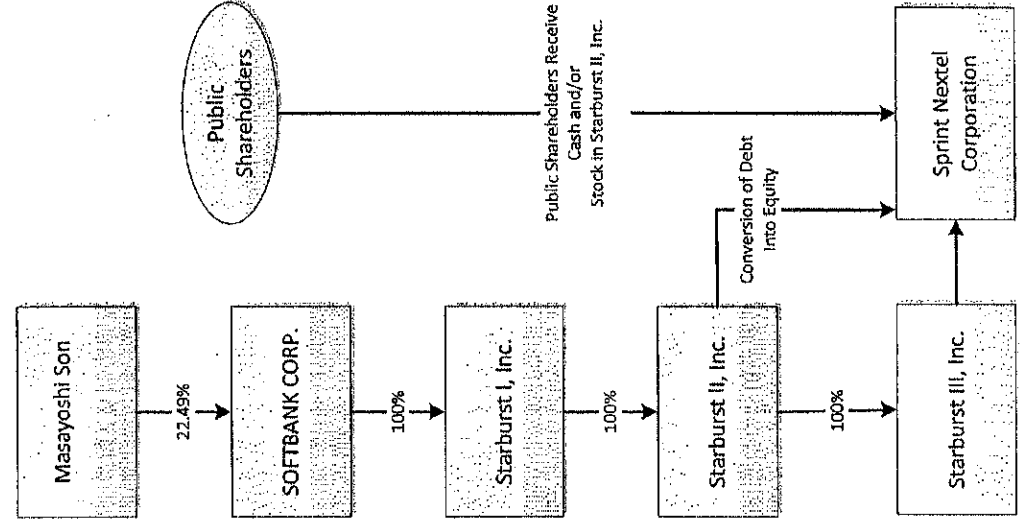 Masayoshi Son
22.49%
SOFTBANK CORP.
100%
Starburst I, Inc.
100%
Starburst II, Inc.
100%
Starburst III, Inc.
Conversion of Debt
Into Equity
Public
Shareholders
Public Shareholders Receive
Cash and/or
Stock in Starburst II, Inc.
Sprint Nextel
Corporation